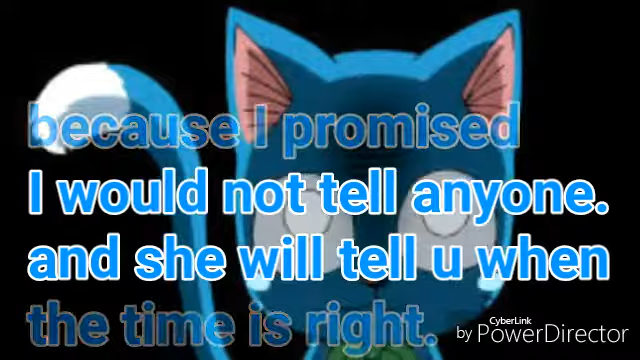 because I promised
I would not tell anyone.
and she will tell u when
the time is right.
CyberLink
by PowerDirector